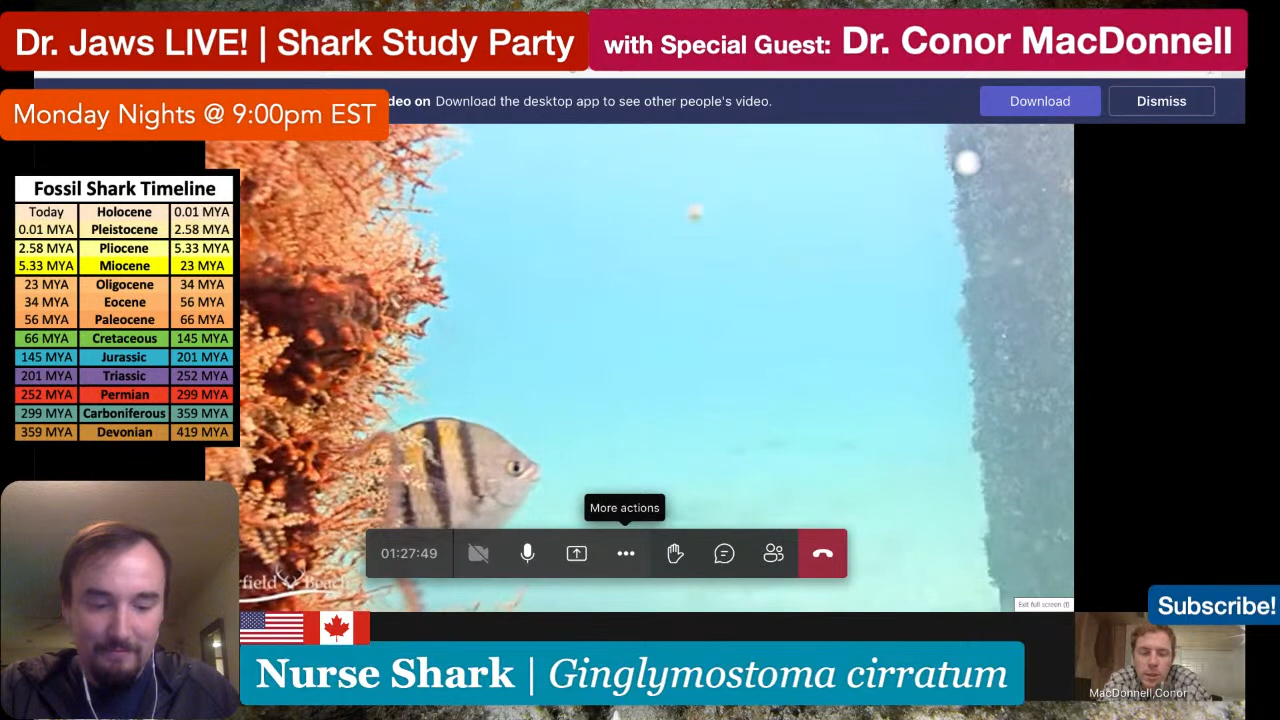 Dr. Jaws LIVE! | Shark Study Party
with Special Guest: Dr. Conor MacDonnell
Monday Nights @ 9:00pm EST
deo on Download the desktop app to see other people's video.
Download
Dismiss
Fossil Shark Timeline
Today Holocene 0.01 MYA
0.01 MYA Pleistocene 2.58 MYA
2.58 MYA Pliocene 5.33 MYA
5.33 MYA Miocene 23 MYA
23 MYA Oligocene 34 MYA
34 MYA Eocene 56 MYA
56 MYA Paleocene 66 MYA
66 MYA Cretaceous 145 MYA
145 MYA Jurassic 201 MYA
201 MYA Triassic 252 MYA
252 MYA Permian 299 MYA
299 MYA Carboniferous 359 MYA
359 MYA Devonian 419 MYA
More actions
01:27:49
field Beach
Exit full screen (f)
Subscribe!
Nurse Shark | Ginglymostoma cirratum
MacDonnell,Conor